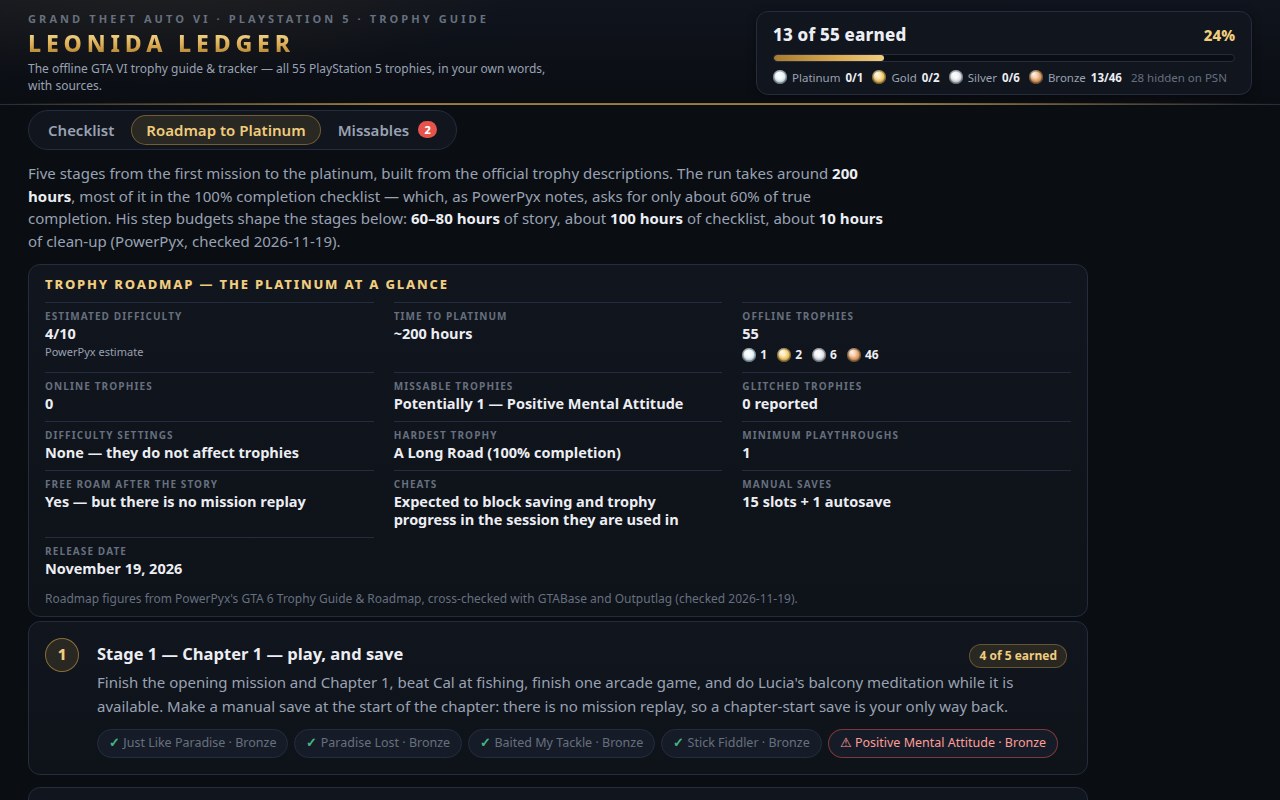 GRAND THEFT AUTO VI · PLAYSTATION 5 · TROPHY GUIDE
LEONIDA LEDGER
The offline GTA VI trophy guide & tracker — all 55 PlayStation 5 trophies, in your own words,
with sources.
13 of 55 earned
24%
Platinum 0/1 Gold 0/2 Silver 0/6 Bronze 13/46 28 hidden on PSN
Checklist
Roadmap to Platinum
Missables 2
Five stages from the first mission to the platinum, built from the official trophy descriptions. The run takes around 200
hours, most of it in the 100% completion checklist — which, as PowerPyx notes, asks for only about 60% of true
completion. His step budgets shape the stages below: 60–80 hours of story, about 100 hours of checklist, about 10 hours
of clean-up (PowerPyx, checked 2026-11-19).
TROPHY ROADMAP — THE PLATINUM AT A GLANCE
ESTIMATED DIFFICULTY
4/10
PowerPyx estimate
TIME TO PLATINUM
~200 hours
OFFLINE TROPHIES
55
1 2 6 46
ONLINE TROPHIES
0
MISSABLE TROPHIES
Potentially 1 — Positive Mental Attitude
GLITCHED TROPHIES
0 reported
DIFFICULTY SETTINGS
None — they do not affect trophies
HARDEST TROPHY
A Long Road (100% completion)
MINIMUM PLAYTHROUGHS
1
FREE ROAM AFTER THE STORY
Yes — but there is no mission replay
CHEATS
Expected to block saving and trophy
progress in the session they are used in
MANUAL SAVES
15 slots + 1 autosave
RELEASE DATE
November 19, 2026
Roadmap figures from PowerPyx's GTA 6 Trophy Guide & Roadmap, cross-checked with GTABase and Outputlag (checked 2026-11-19).
1
Stage 1 — Chapter 1 — play, and save
4 of 5 earned
Finish the opening mission and Chapter 1, beat Cal at fishing, finish one arcade game, and do Lucia's balcony meditation while it is
available. Make a manual save at the start of the chapter: there is no mission replay, so a chapter-start save is your only way back.
✓ Just Like Paradise · Bronze
✓ Paradise Lost · Bronze
✓ Baited My Tackle · Bronze
✓ Stick Fiddler · Bronze
⚠ Positive Mental Attitude · Bronze